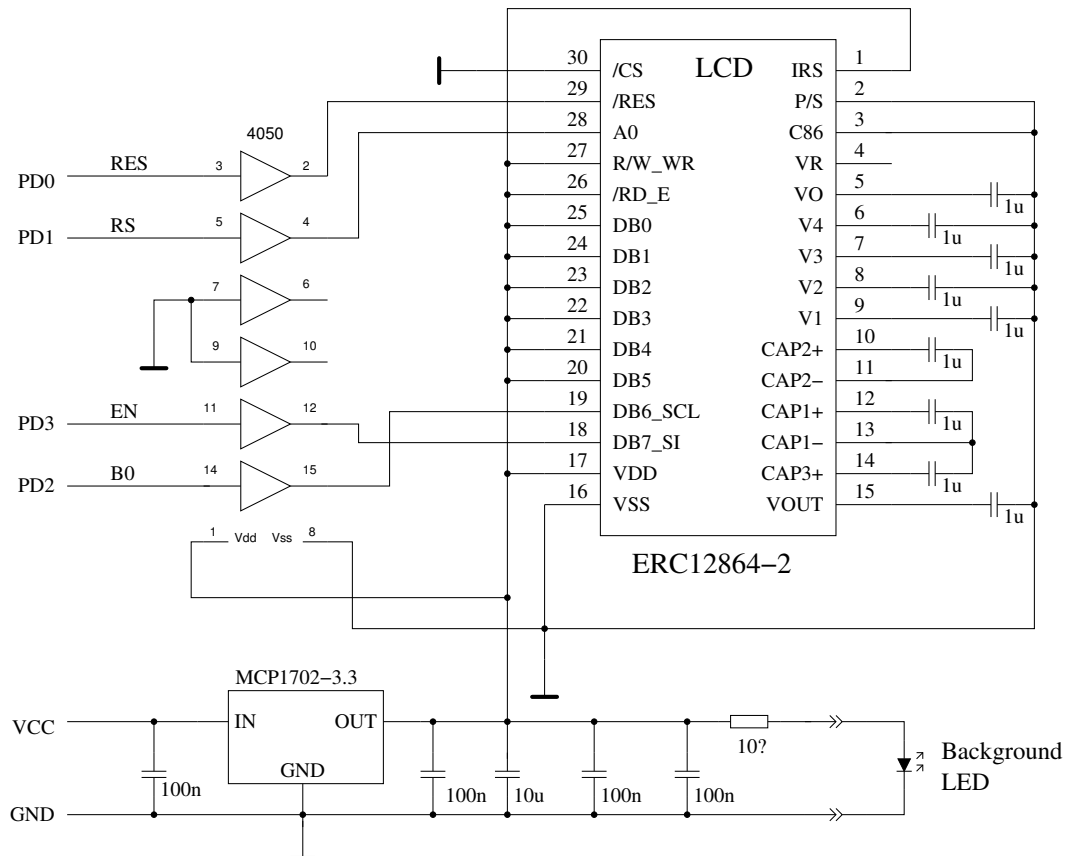 LCD
30 /CS IRS 1
29 /RES P/S 2
28 A0 C86 3
27 R/W_WR VR 4
26 /RD_E VO 5 1u
25 DB0 V4 6 1u
24 DB1 V3 7 1u
23 DB2 V2 8 1u
22 DB3 V1 9 1u
21 DB4 CAP2+ 10 1u
20 DB5 CAP2− 11
19 DB6_SCL CAP1+ 12 1u
18 DB7_SI CAP1− 13
17 VDD CAP3+ 14 1u
16 VSS VOUT 15 1u
ERC12864−2
4050
PD0 RES 3 2
PD1 RS 5 4
7 6
9 10
PD3 EN 11 12
PD2 B0 14 15
1 Vdd Vss 8
MCP1702−3.3
VCC IN OUT
GND
10?
100n 100n 10u 100n 100n
GND
Background
LED